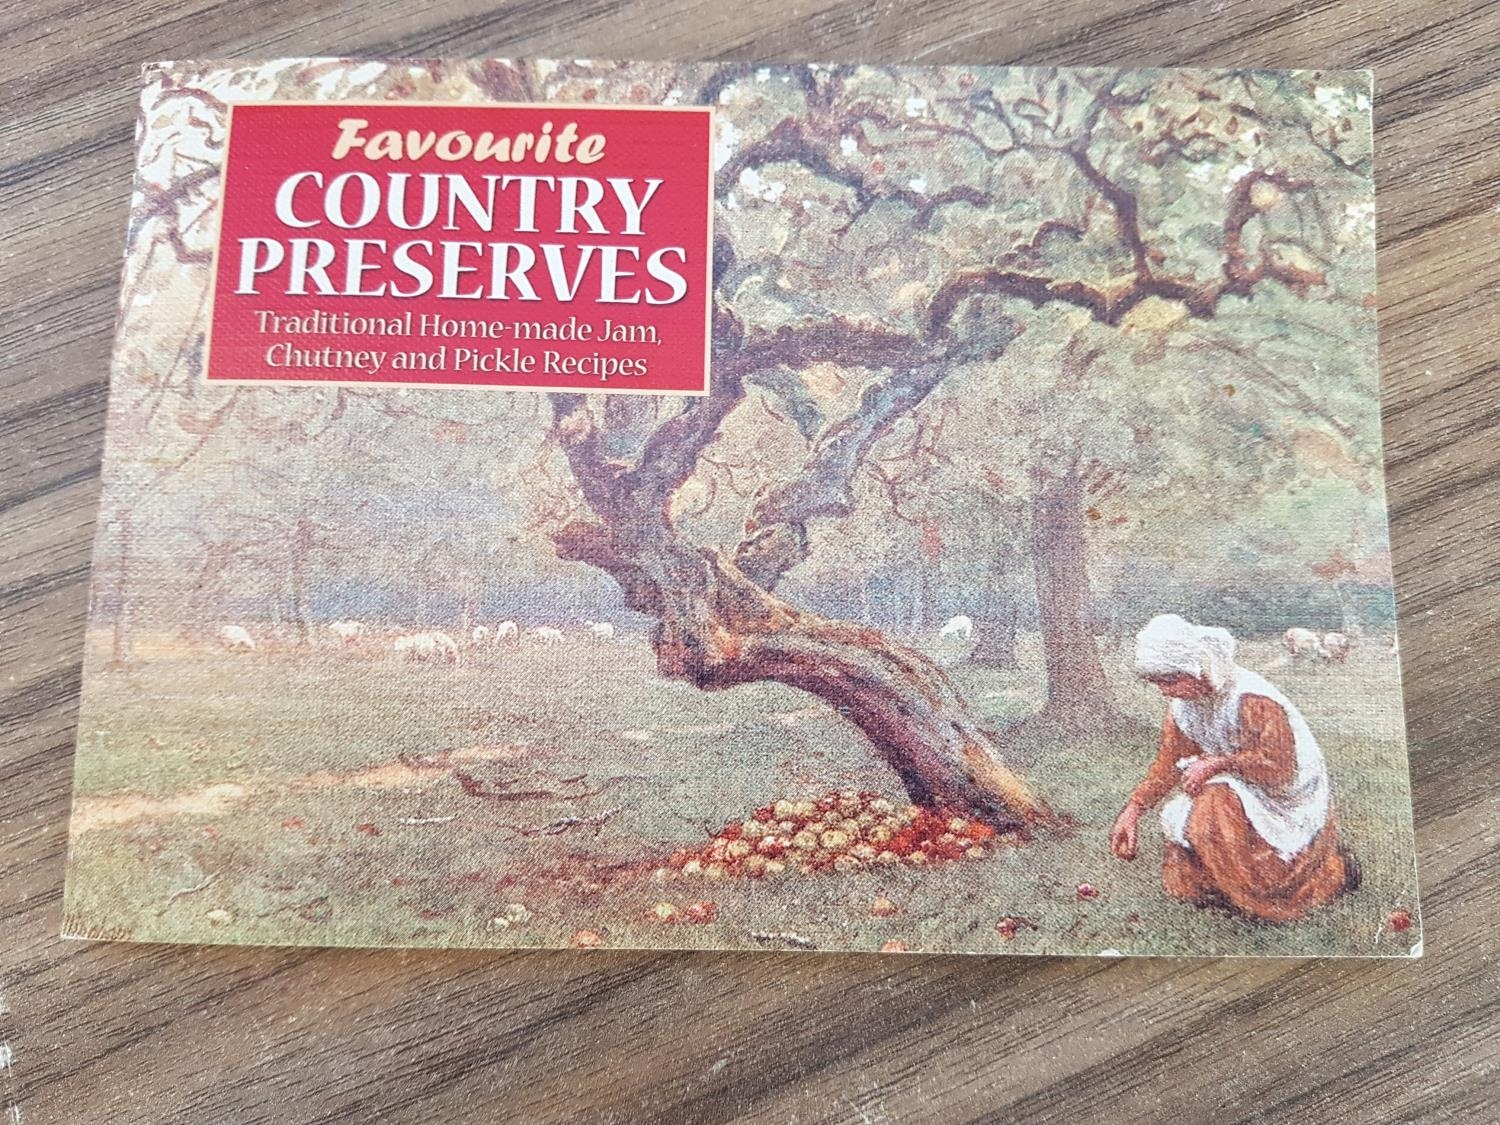 Favourite
COUNTRY
PRESERVES
Traditional Home-made Jam,
Chutney and Pickle Recipes